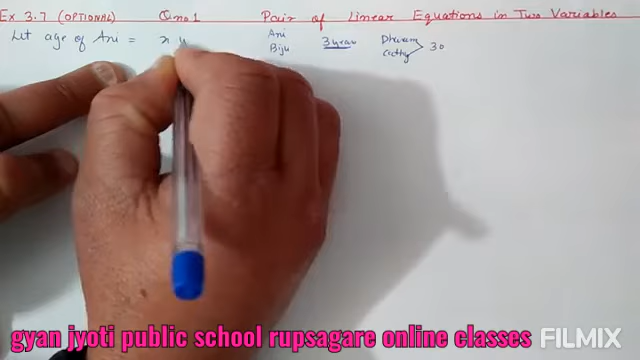 Ex 3.7 (OPTIONAL) Q.no 1 Pair of Linear Equations in Two Variables
Let age of Ani = x y
Ani
Biju
3 years
Dharam
Cathy
30
gyan jyoti public school rupsagare online classes
FILMIX